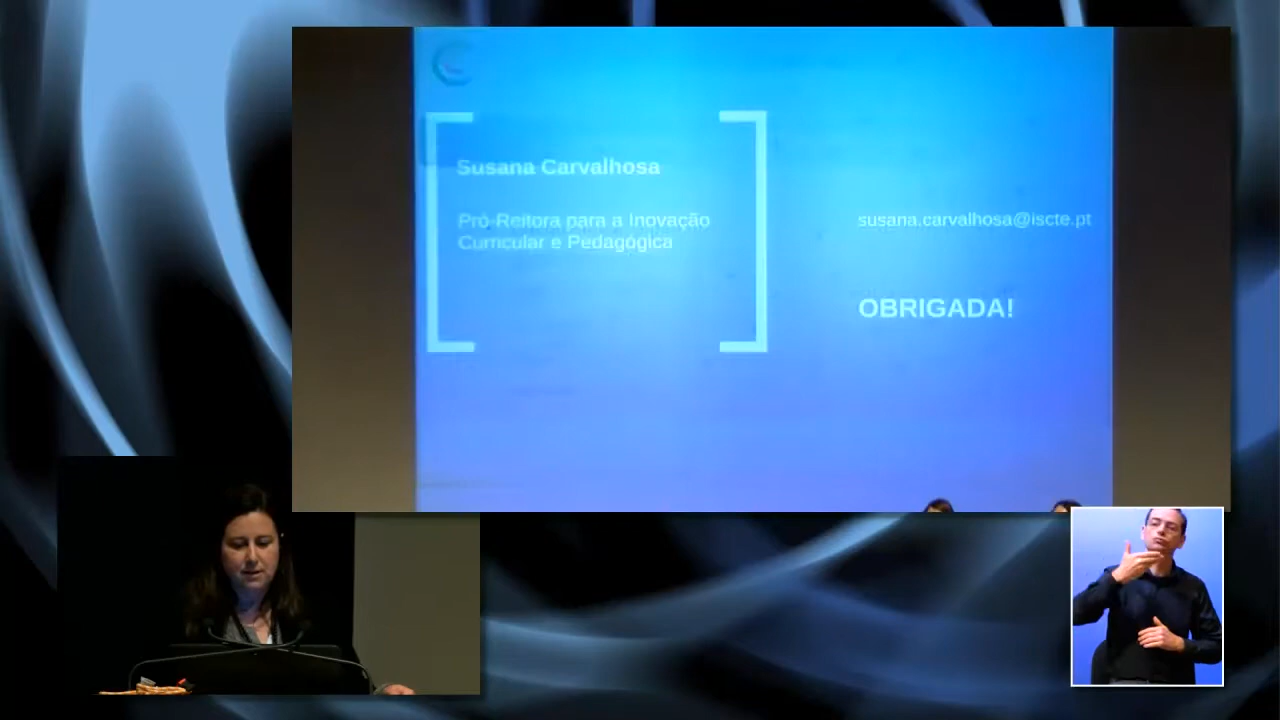 Susana Carvalhosa
Pró-Reitora para a Inovação
Curricular e Pedagógica
susana.carvalhosa@iscte.pt
OBRIGADA!